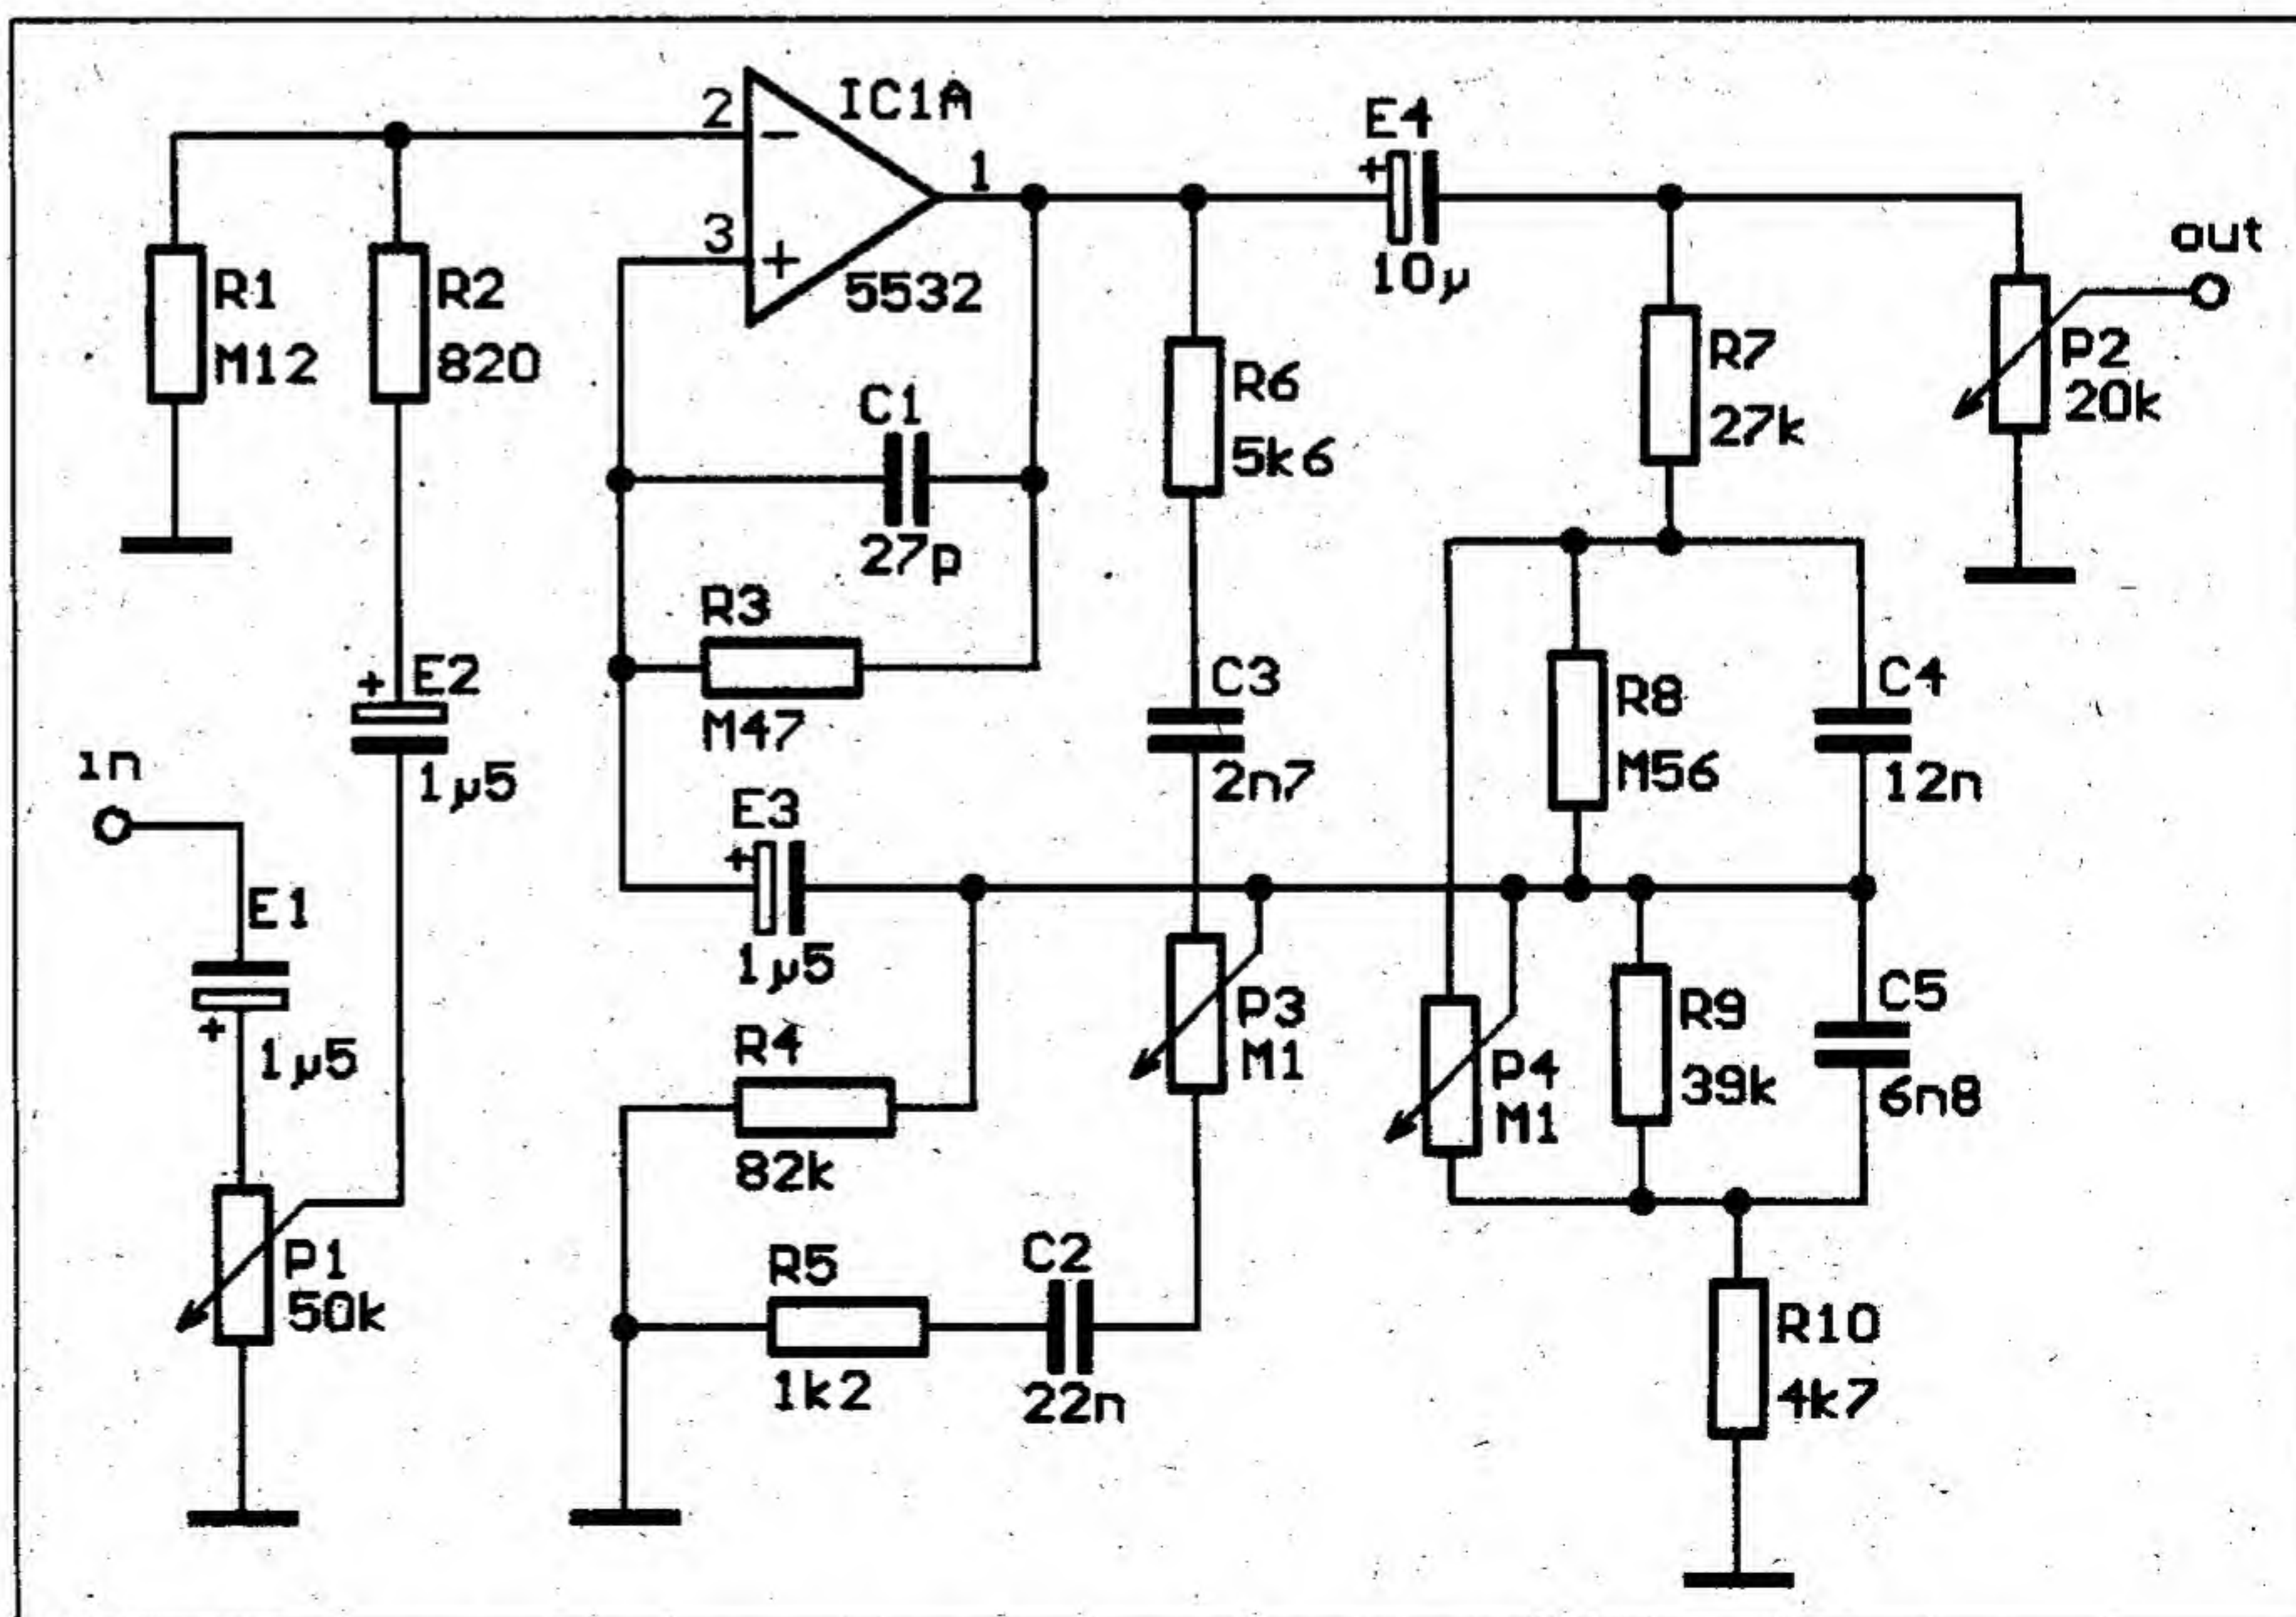 IC1A
2
−
1
3
+
5532
E4
+
10µ
out
R1
M12
R2
820
C1
27p
R6
5k6
R7
27k
P2
20k
R3
M47
+
E2
1µ5
C3
2n7
R8
M56
C4
12n
in
E1
+
1µ5
E3
+
1µ5
P3
M1
P4
M1
R9
39k
C5
6n8
R4
82k
P1
50k
R5
1k2
C2
22n
R10
4k7